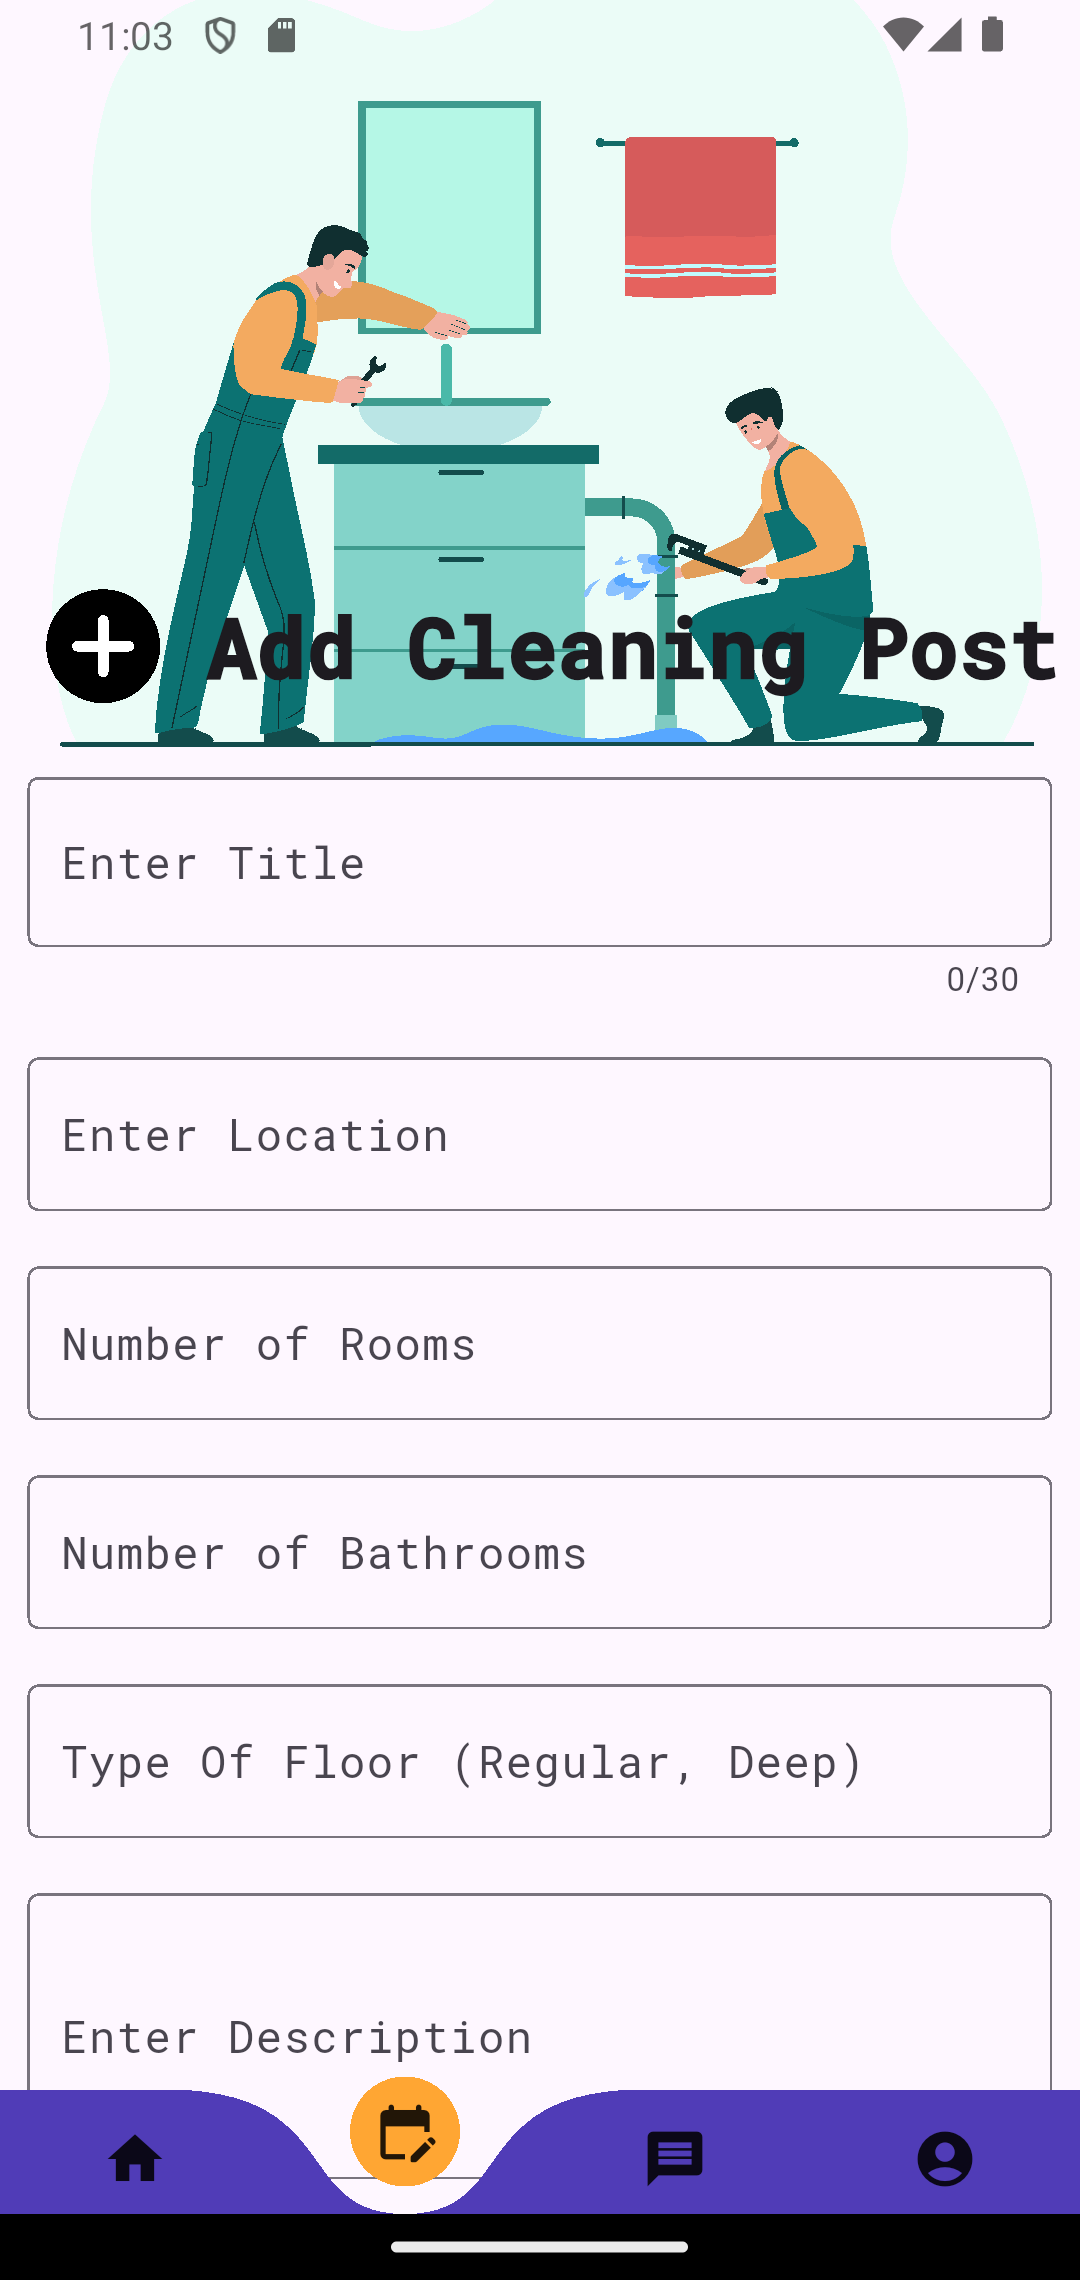 11:03
Add Cleaning Post
Enter Title
0/30
Enter Location
Number of Rooms
Number of Bathrooms
Type Of Floor (Regular, Deep)
Enter Description